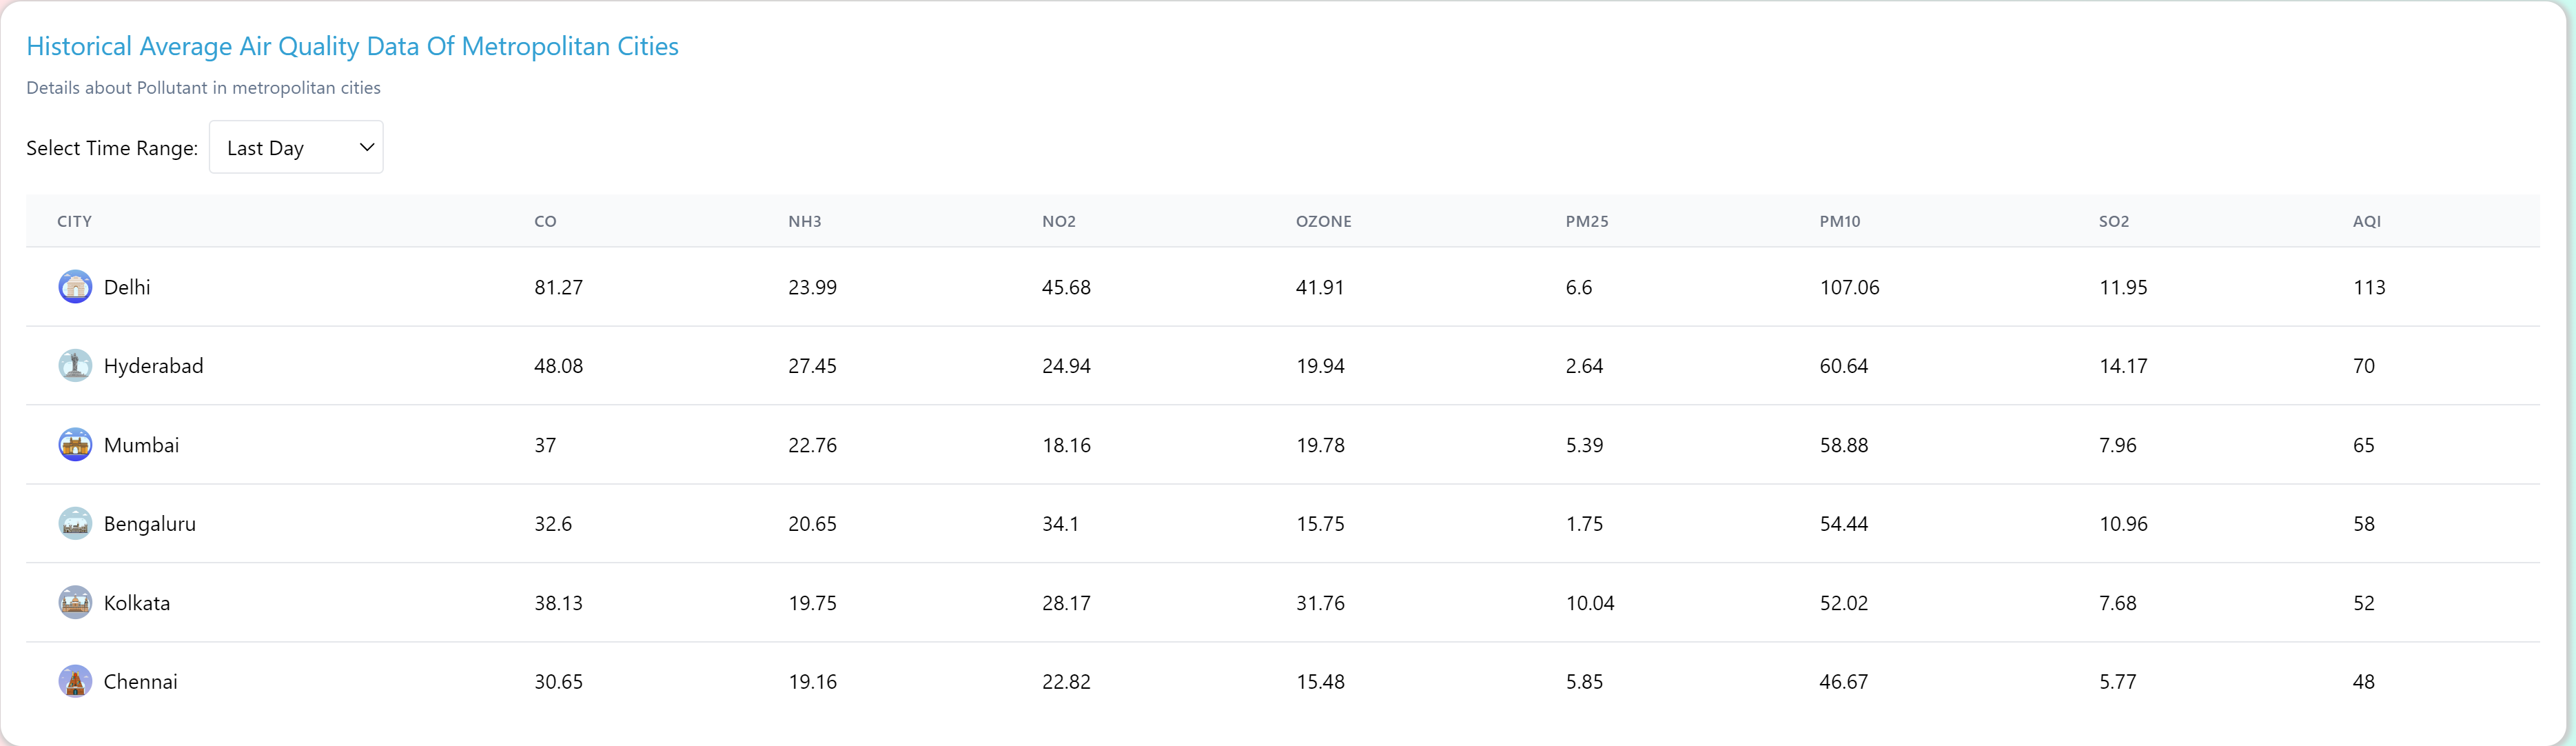 Historical Average Air Quality Data Of Metropolitan Cities
Details about Pollutant in metropolitan cities
Select Time Range: Last Day
CITY CO NH3 NO2 OZONE PM25 PM10 SO2 AQI
Delhi 81.27 23.99 45.68 41.91 6.6 107.06 11.95 113
Hyderabad 48.08 27.45 24.94 19.94 2.64 60.64 14.17 70
Mumbai 37 22.76 18.16 19.78 5.39 58.88 7.96 65
Bengaluru 32.6 20.65 34.1 15.75 1.75 54.44 10.96 58
Kolkata 38.13 19.75 28.17 31.76 10.04 52.02 7.68 52
Chennai 30.65 19.16 22.82 15.48 5.85 46.67 5.77 48